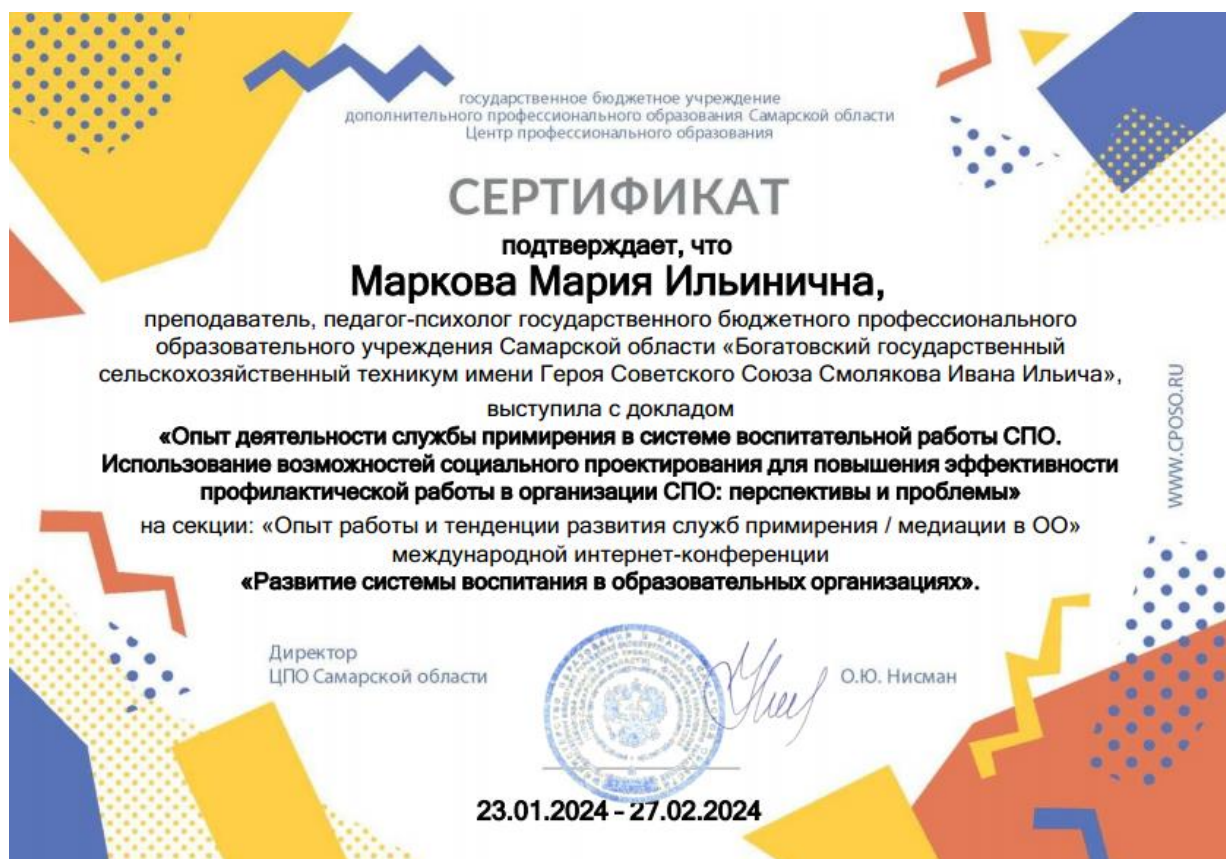 государственное бюджетное учреждение
дополнительного профессионального образования Самарской области
Центр профессионального образования
СЕРТИФИКАТ
подтверждает, что
Маркова Мария Ильинична,
преподаватель, педагог-психолог государственного бюджетного профессионального
образовательного учреждения Самарской области «Богатовский государственный
сельскохозяйственный техникум имени Героя Советского Союза Смолякова Ивана Ильича»,
выступила с докладом
«Опыт деятельности службы примирения в системе воспитательной работы СПО.
Использование возможностей социального проектирования для повышения эффективности
профилактической работы в организации СПО: перспективы и проблемы»
на секции: «Опыт работы и тенденции развития служб примирения / медиации в ОО»
международной интернет-конференции
«Развитие системы воспитания в образовательных организациях».
WWW.CPOSO.RU
Директор
ЦПО Самарской области
О.Ю. Нисман
23.01.2024 - 27.02.2024